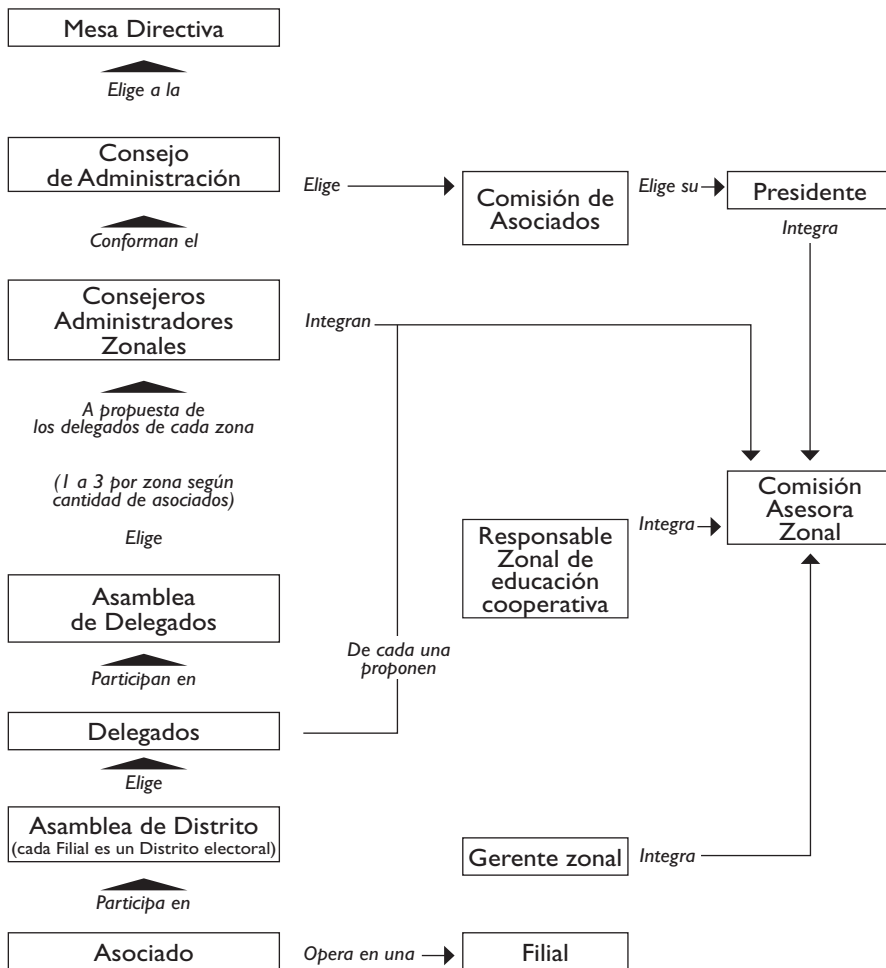 Mesa Directiva
Elige a la
Consejo
de Administración
Elige
Comisión de
Asociados
Elige su
Presidente
Integra
Conforman el
Consejeros
Administradores
Zonales
Integran
A propuesta de
los delegados de cada zona
(1 a 3 por zona según
cantidad de asociados)
Elige
Comisión
Asesora
Zonal
Responsable
Zonal de
educación
cooperativa
Integra
Asamblea
de Delegados
De cada una
proponen
Participan en
Delegados
Elige
Asamblea de Distrito
(cada Filial es un Distrito electoral)
Gerente zonal
Integra
Participa en
Asociado
Opera en una
Filial